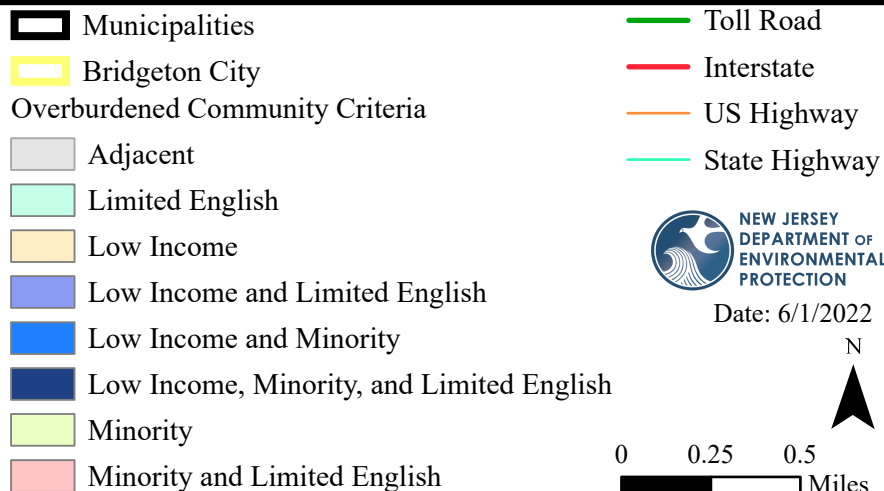 Municipalities
Bridgeton City
Overburdened Community Criteria
Adjacent
Limited English
Low Income
Low Income and Limited English
Low Income and Minority
Low Income, Minority, and Limited English
Minority
Minority and Limited English
Toll Road
Interstate
US Highway
State Highway
NEW JERSEY
DEPARTMENT OF
ENVIRONMENTAL
PROTECTION
Date: 6/1/2022
N
0 0.25 0.5
Miles